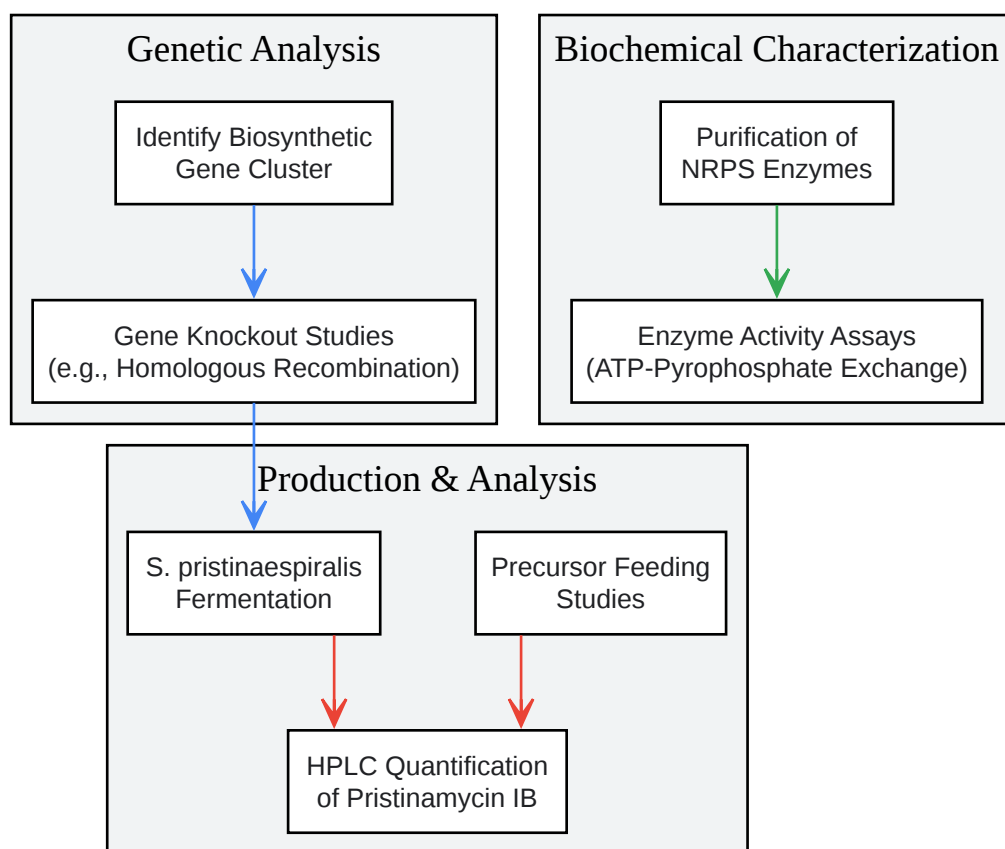 Genetic Analysis
Identify Biosynthetic
Gene Cluster
Gene Knockout Studies
(e.g., Homologous Recombination)
Biochemical Characterization
Purification of
NRPS Enzymes
Enzyme Activity Assays
(ATP-Pyrophosphate Exchange)
Production & Analysis
S. pristinaespiralis
Fermentation
Precursor Feeding
Studies
HPLC Quantification
of Pristinamycin IB